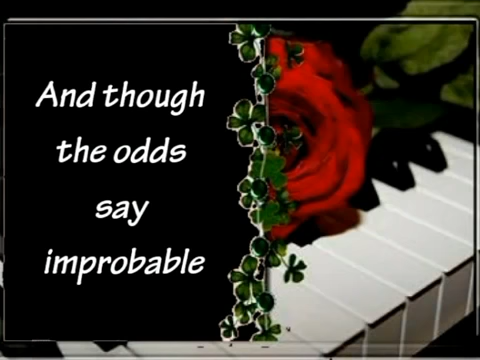 And though
the odds
say
improbable